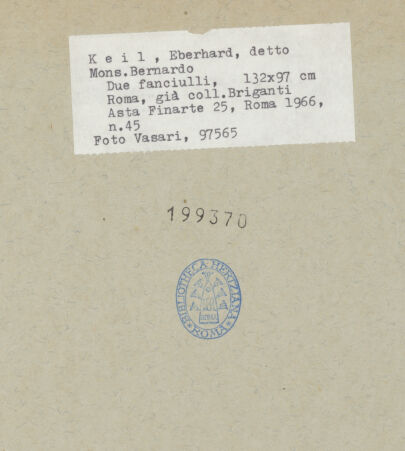 Keil, Eberhard, detto
Mons.Bernardo
Due fanciulli, 132x97 cm
Roma, già coll.Briganti
Asta Finarte 25, Roma 1966,
n.45
Foto Vasari, 97565
199370
BIBLIOTHECA HERTZIANA
ROMA